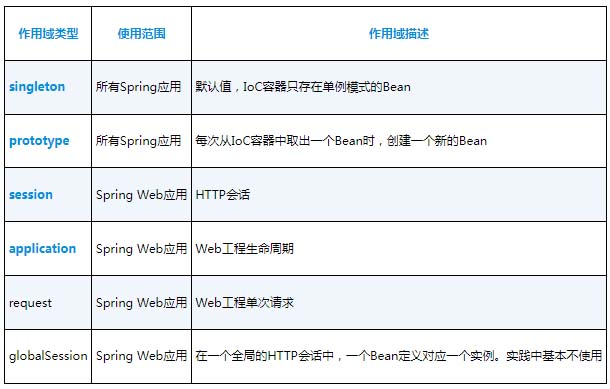 作用域类型 使用范围 作用域描述
singleton 所有Spring应用 默认值，IoC容器只存在单例模式的Bean
prototype 所有Spring应用 每次从IoC容器中取出一个Bean时，创建一个新的Bean
session Spring Web应用 HTTP会话
application Spring Web应用 Web工程生命周期
request Spring Web应用 Web工程单次请求
globalSession Spring Web应用 在一个全局的HTTP会话中，一个Bean定义对应一个实例。实践中基本不使用